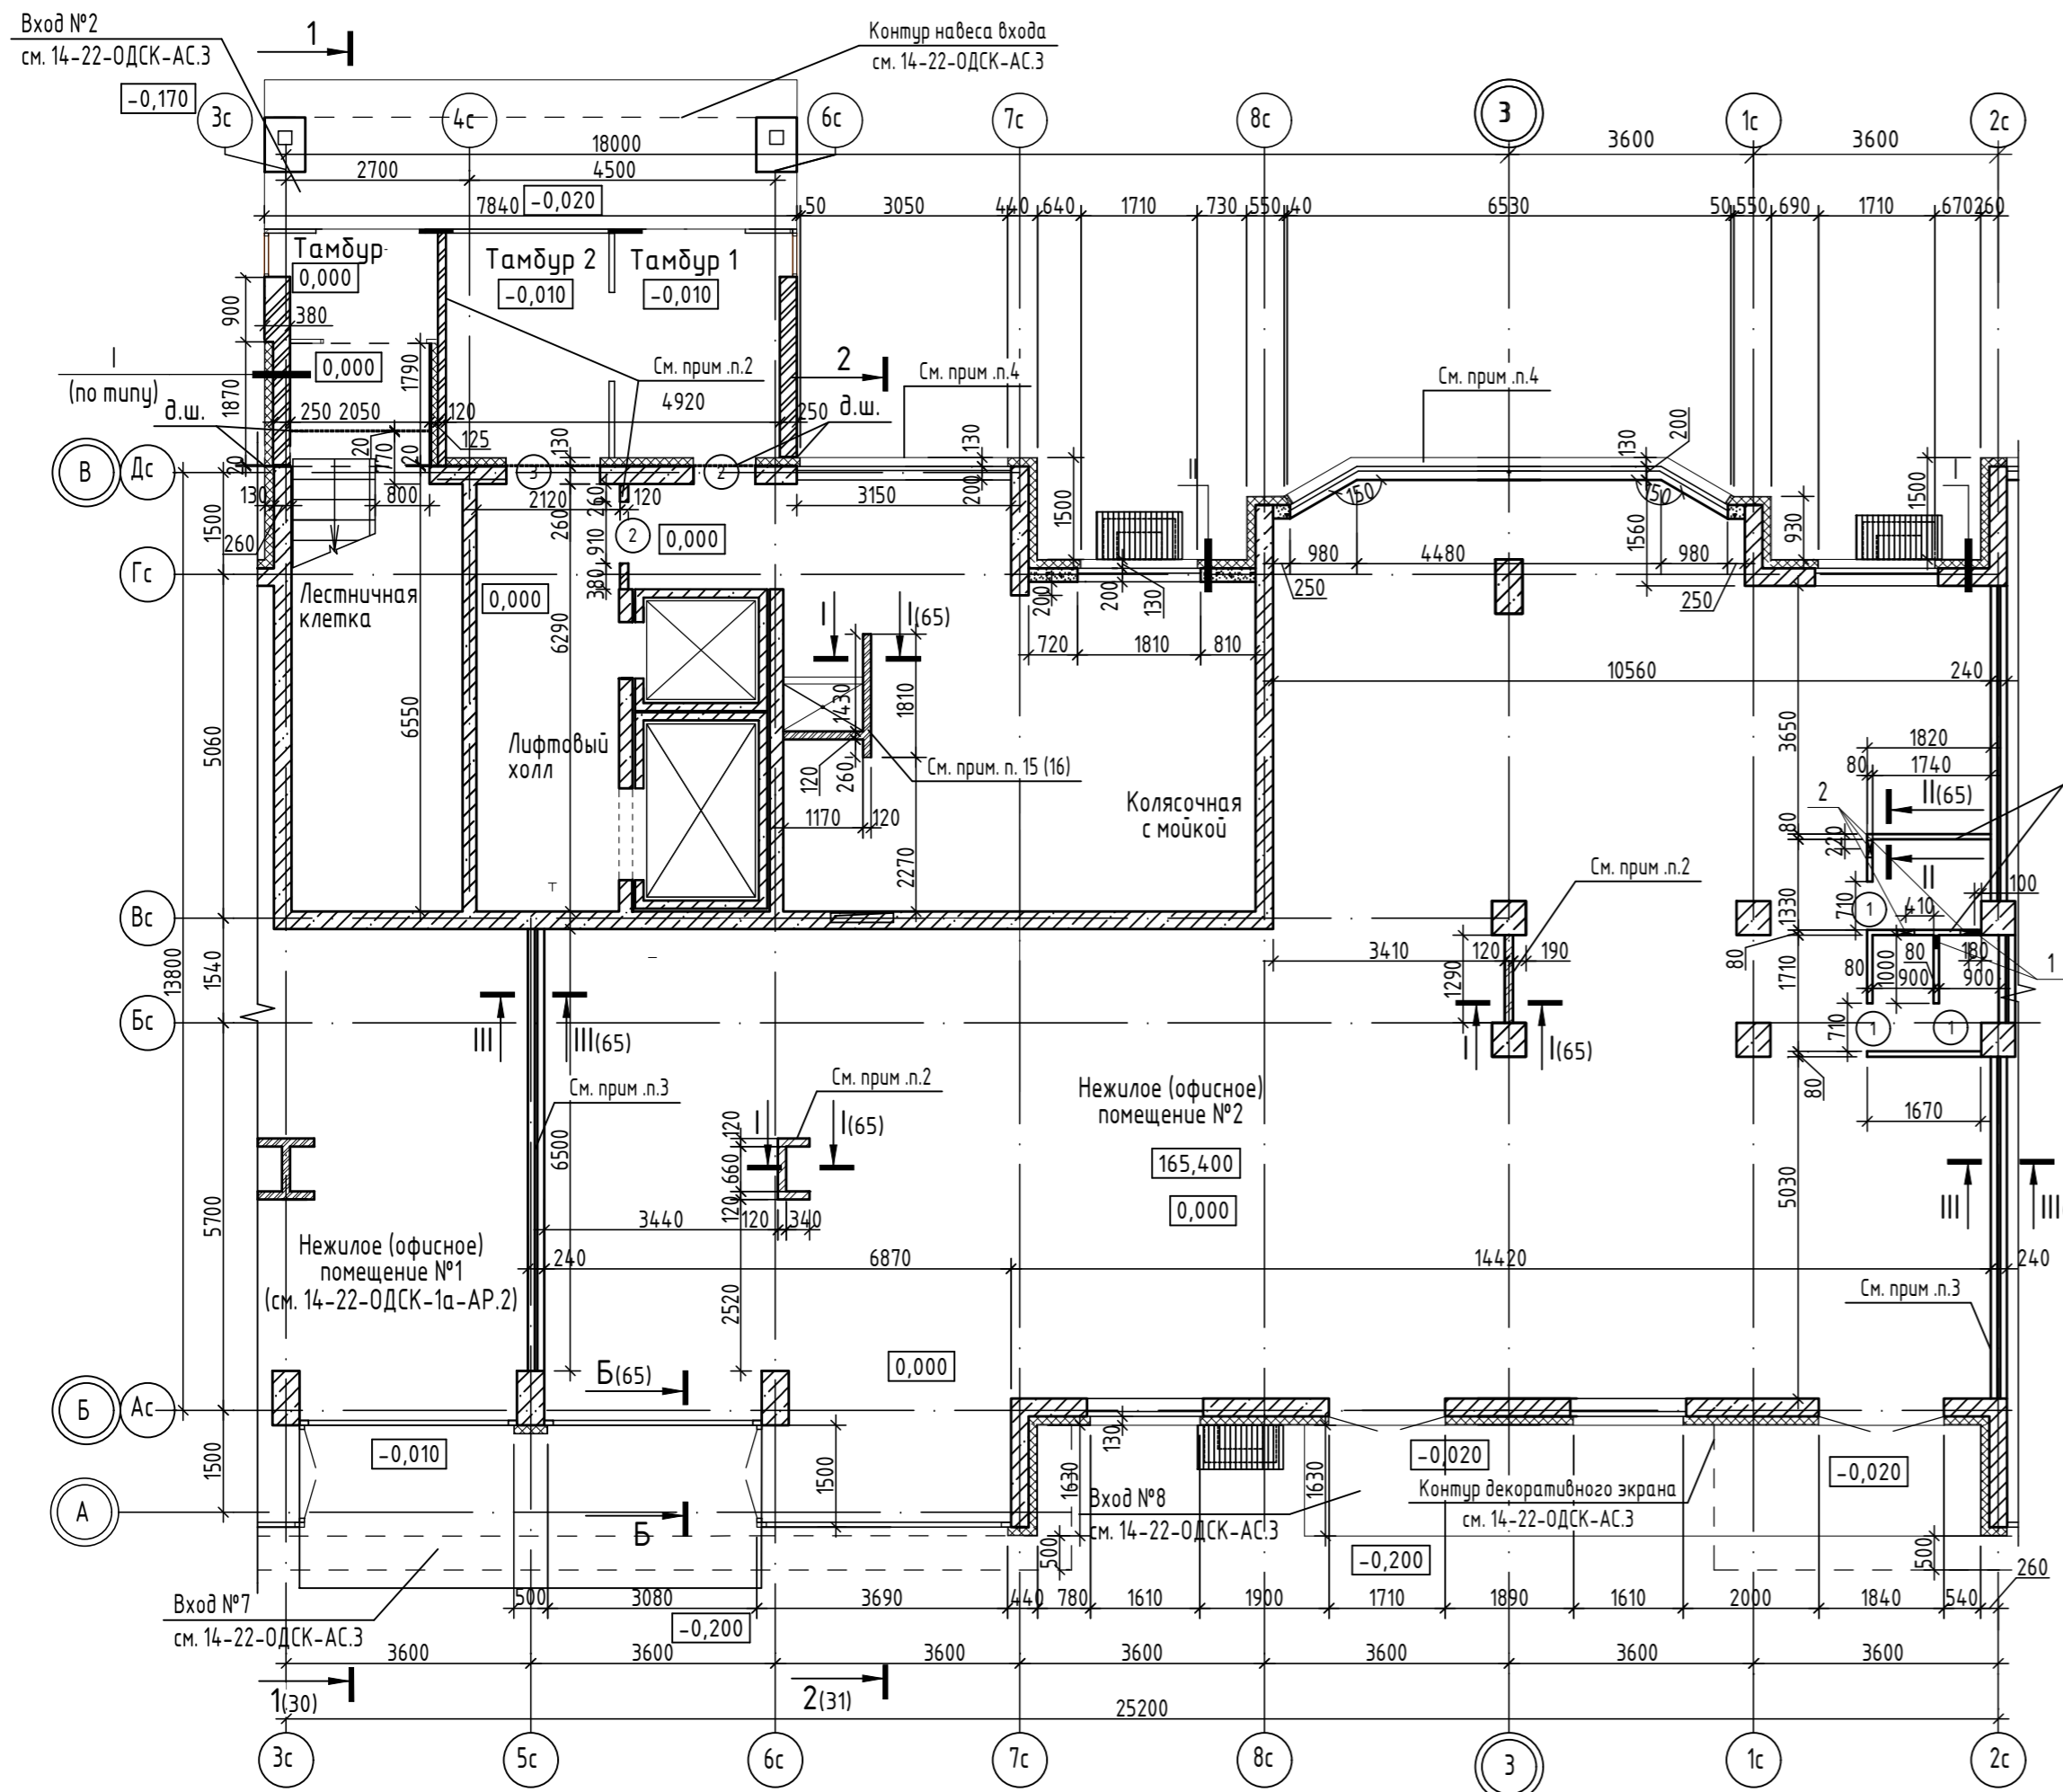 Вход №2
см. 14-22-ОДСК-АС.3
1
Контур навеса входа
см. 14-22-ОДСК-АС.3
-0,170
3с
4с
6с
7с
8с
3
1с
2с
18000
3600
3600
2700
4500
-0,020
7840
50
3050
440
640
1710
730
550
40
6530
50
550
690
1710
670
260
Тамбур
0,000
Тамбур 2
-0,010
Тамбур 1
-0,010
900
380
I
(по типу)
0,000
1790
См. прим .п.2
2
См. прим .п.4
См. прим .п.4
1870
д.ш.
250
2050
120
4920
250
д.ш.
200
125
130
130
130
20
770
20
20
В
Дс
3
2
II
I
130
800
2120
260
120
3150
200
1500
150
150
1500
930
1500
260
260
910
2
0,000
1560
980
4480
980
Гс
380
200
200
130
250
250
Лестничная
клетка
0,000
6290
I
I(65)
720
1810
810
10560
240
5060
6550
1430
1810
3650
Лифтовый
холл
120
260
См. прим. п. 15 (16)
1820
80
1740
2
II(65)
Колясочная
с мойкой
1170
120
80
220
2270
См. прим .п.2
II
100
Вс
1330
710
1
410
13800
1540
3410
120
190
80
1710
80
1000
80
180
1
900
900
1290
Бс
III
III(65)
I
I(65)
710
1
1
80
См. прим .п.3
См. прим .п.2
Нежилое (офисное)
помещение №2
165,400
0,000
1670
120
I
I(65)
660
120
6500
5700
5030
III
III
3440
120
340
Нежилое (офисное)
помещение №1
(см. 14-22-ОДСК-1а-АР.2)
240
6870
14420
240
2520
См. прим .п.3
0,000
Б(65)
Б
Ас
-0,010
130
-0,020
-0,020
1500
1500
1630
1630
А
Вход №8
см. 14-22-ОДСК-АС.3
Контур декоративного экрана
см. 14-22-ОДСК-АС.3
Б
500
-0,200
500
260
Вход №7
см. 14-22-ОДСК-АС.3
500
3080
3690
440
780
1610
1900
1710
1890
1610
2000
1840
540
-0,200
3600
3600
3600
3600
3600
3600
3600
1(30)
2(31)
25200
3с
5с
6с
7с
8с
3
1с
2с